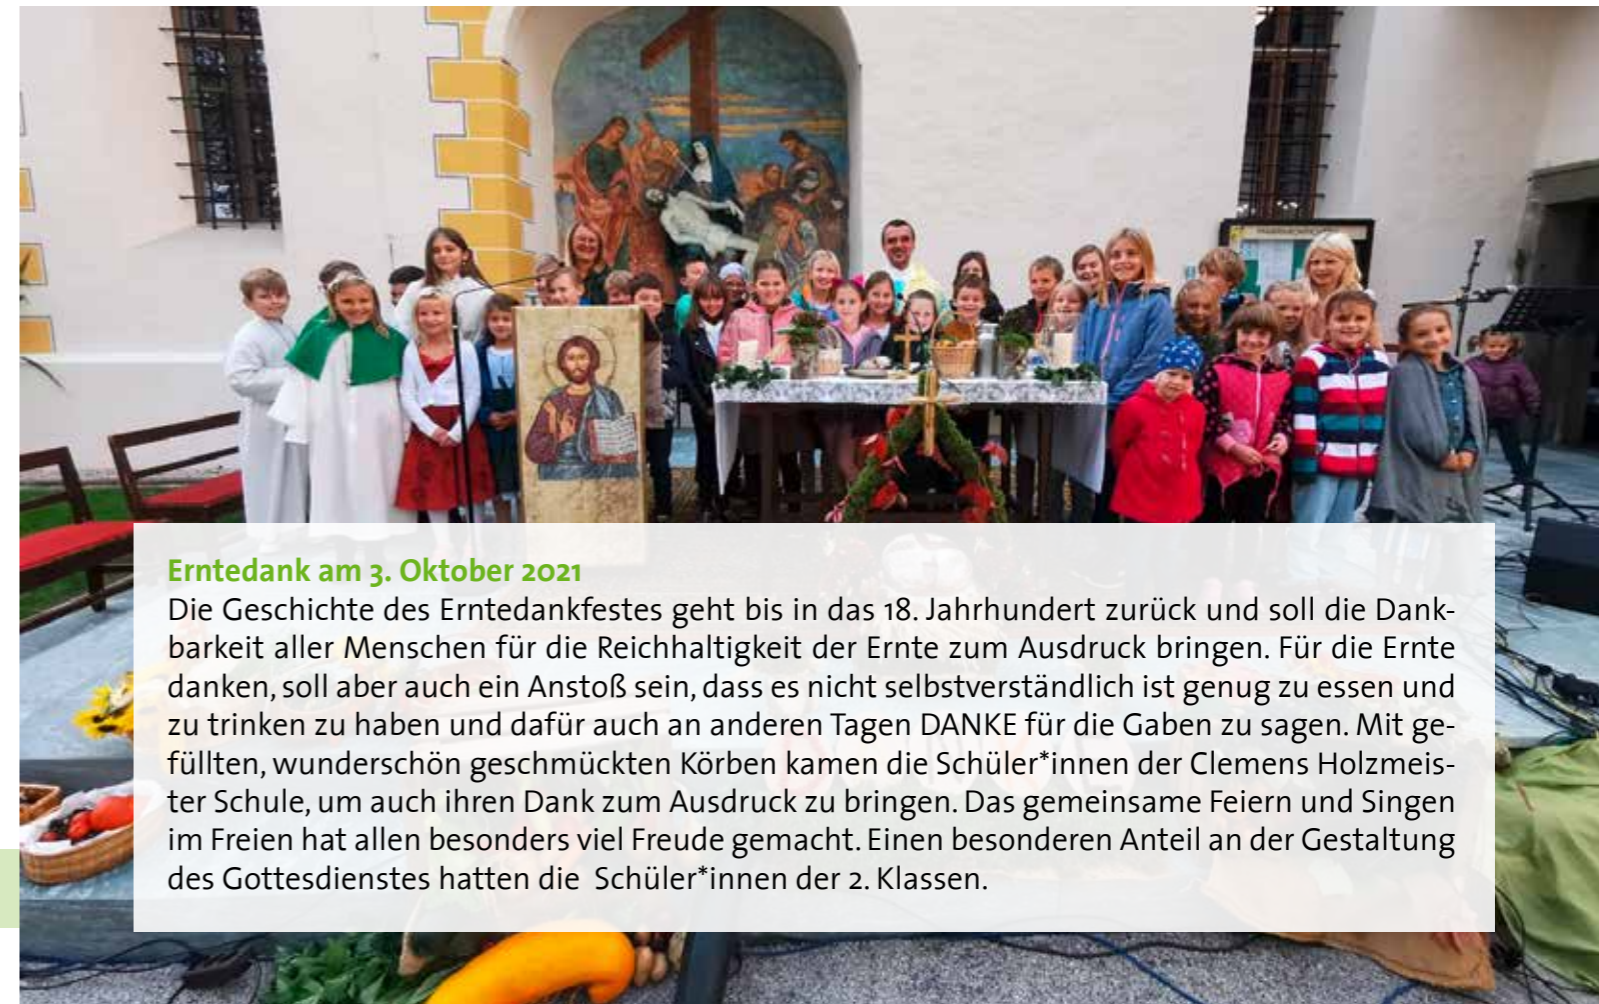 Erntedank am 3. Oktober 2021
Die Geschichte des Erntedankfestes geht bis in das 18. Jahrhundert zurück und soll die Dank-
barkeit aller Menschen für die Reichhaltigkeit der Ernte zum Ausdruck bringen. Für die Ernte
danken, soll aber auch ein Anstoß sein, dass es nicht selbstverständlich ist genug zu essen und
zu trinken zu haben und dafür auch an anderen Tagen DANKE für die Gaben zu sagen. Mit ge-
füllten, wunderschön geschmückten Körben kamen die Schüler*innen der Clemens Holzmeis-
ter Schule, um auch ihren Dank zum Ausdruck zu bringen. Das gemeinsame Feiern und Singen
im Freien hat allen besonders viel Freude gemacht. Einen besonderen Anteil an der Gestaltung
des Gottesdienstes hatten die Schüler*innen der 2. Klassen.